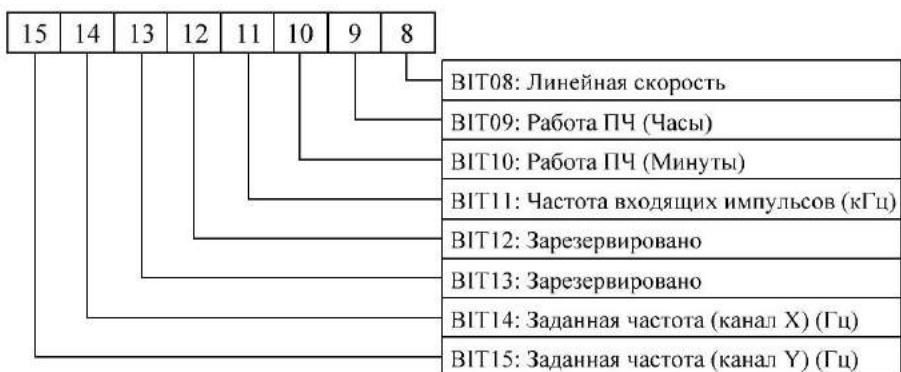 15 14 13 12 11 10 9 8
BIT08: Линейная скорость
BIT09: Работа ПЧ (Часы)
BIT10: Работа ПЧ (Минуты)
BIT11: Частота входящих импульсов (кГц)
BIT12: Зарезервировано
BIT13: Зарезервировано
BIT14: Заданная частота (канал X) (Гц)
BIT15: Заданная частота (канал Y) (Гц)